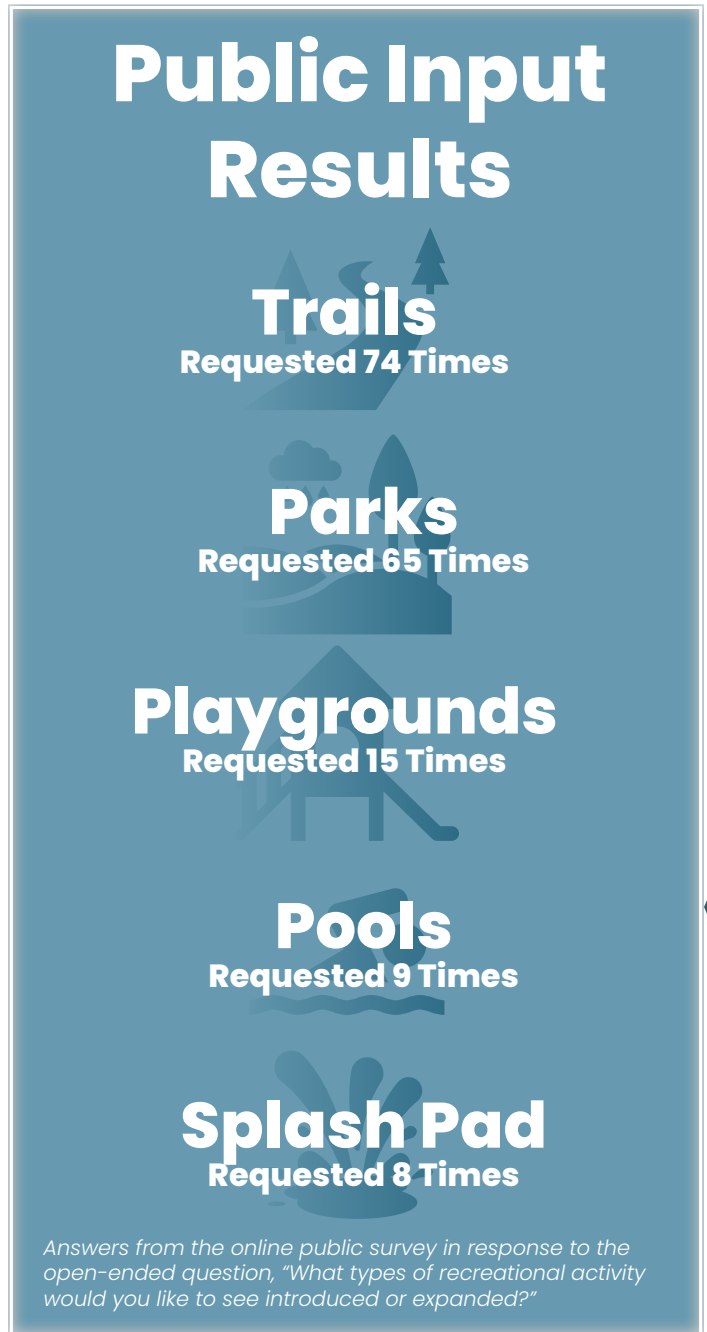 Public Input
Results
Trails
Requested 74 Times
Parks
Requested 65 Times
Playgrounds
Requested 15 Times
Pools
Requested 9 Times
Splash Pad
Requested 8 Times
Answers from the online public survey in response to the
open-ended question, “What types of recreational activity
would you like to see introduced or expanded?”